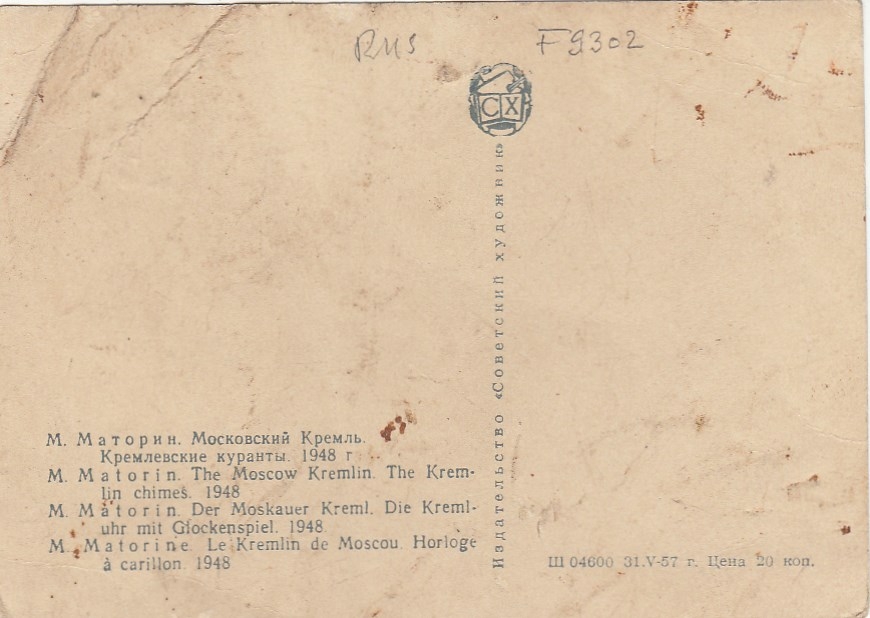 RUS F9302
СХ
Издательство «Советский художник»
М. Маторин. Московский Кремль.
Кремлевские куранты. 1948 г
M. Matorin. The Moscow Kremlin. The Krem-
lin chimes. 1948
M. Matorin. Der Moskauer Kreml. Die Kreml-
uhr mit Glockenspiel. 1948.
M. Matorine. Le Kremlin de Moscou. Horloge
à carillon. 1948
Ш 04600 31.V-57 г. Цена 20 коп.